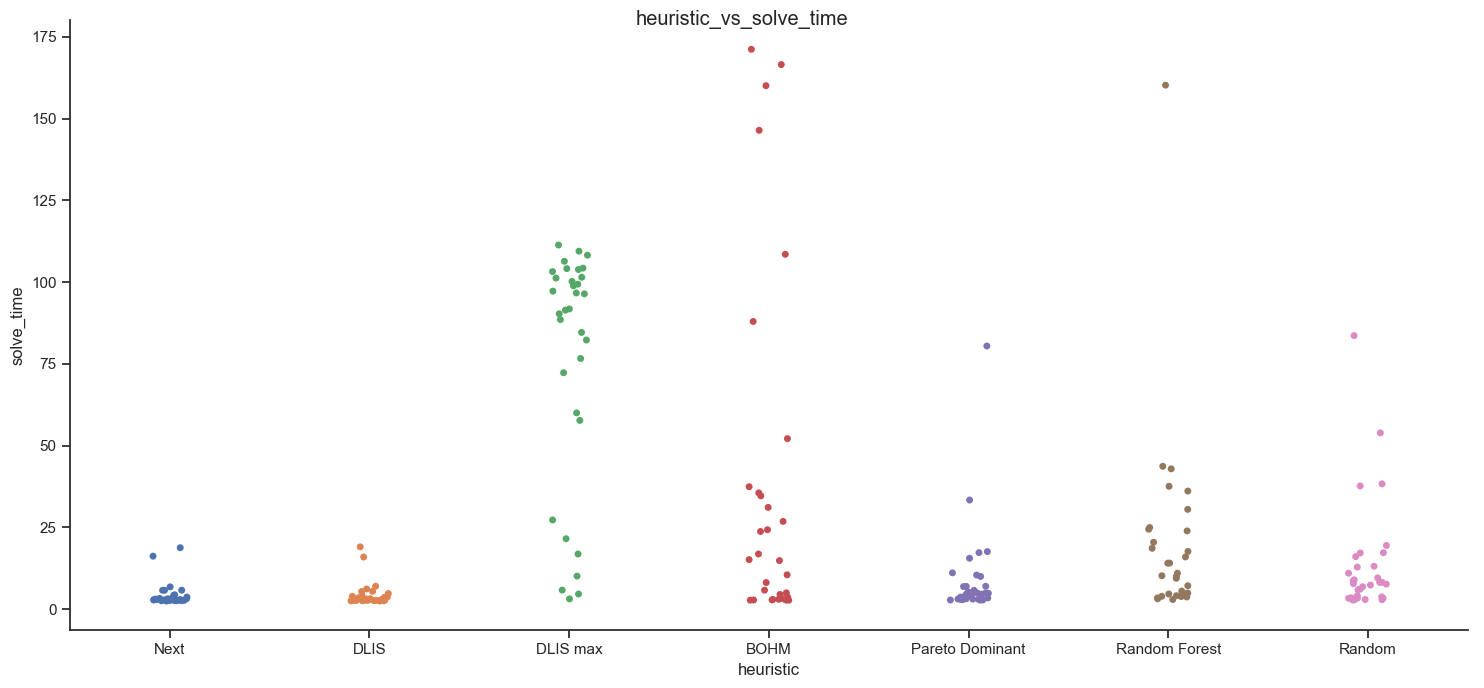 heuristic_vs_solve_time
175
150
125
100
75
50
25
0
solve_time
Next DLIS DLIS max BOHM Pareto Dominant Random Forest Random
heuristic